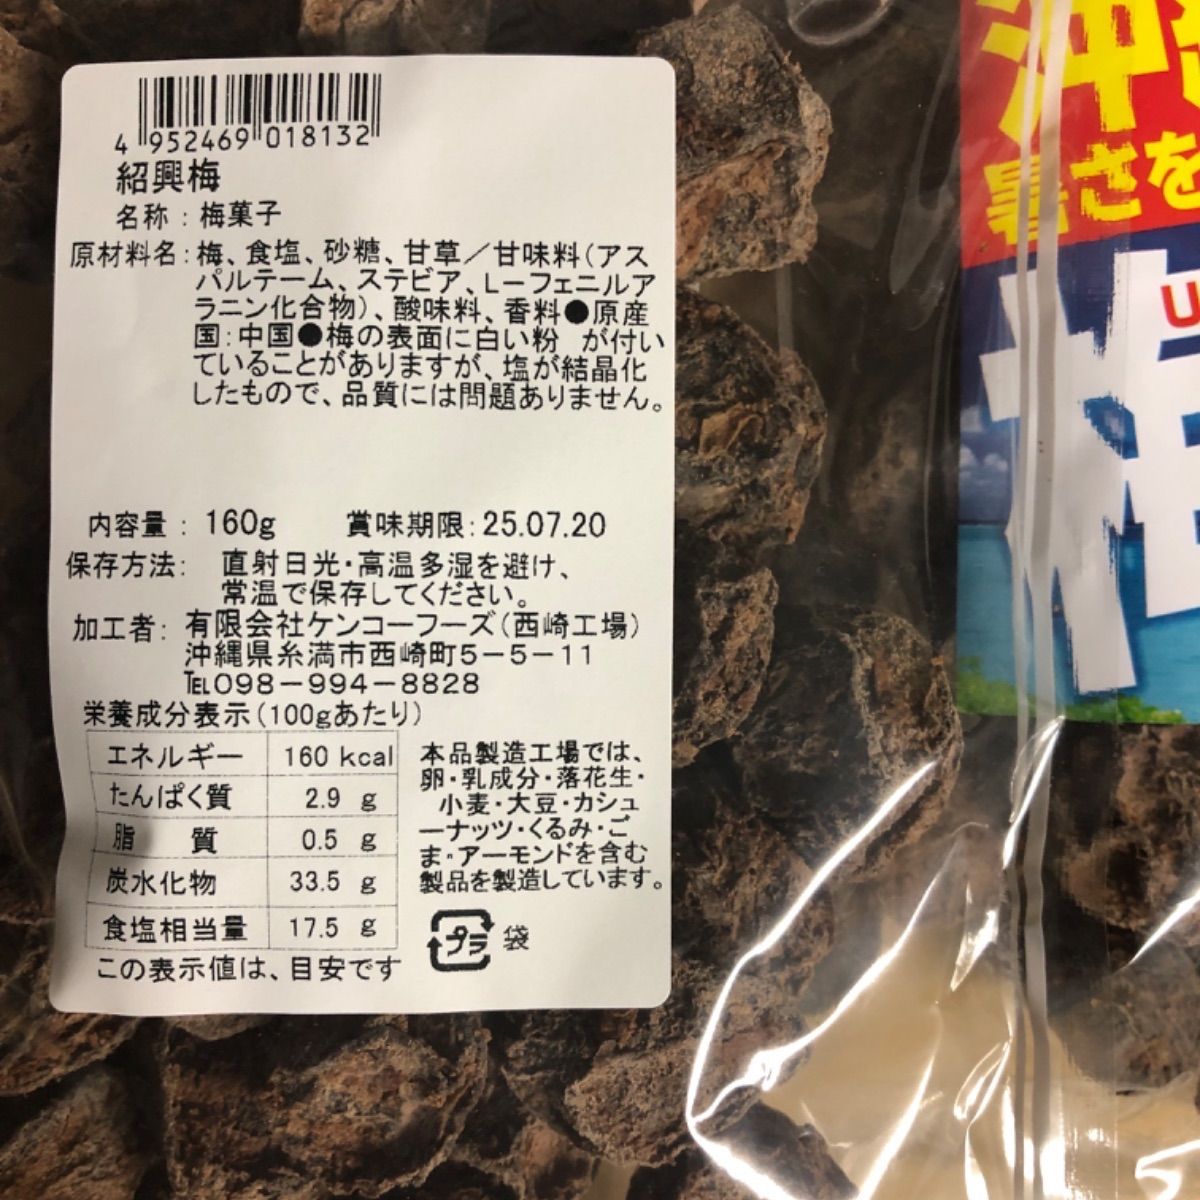 4 952469 018132
紹興梅
名称：梅菓子
原材料名：梅、食塩、砂糖、甘草／甘味料(アス
パルテーム、ステビア、L－フェニルア
ラニン化合物)、酸味料、香料●原産
国：中国●梅の表面に白い粉　が付い
ていることがありますが、塩が結晶化
したもので、品質には問題ありません。
内容量： 160g 賞味期限：25.07.20
保存方法： 直射日光・高温多湿を避け、
常温で保存してください。
加工者： 有限会社ケンコーフーズ(西崎工場)
沖縄県糸満市西崎町5－5－11
℡098－994－8828
栄養成分表示(100gあたり)
エネルギー 160 kcal
たんぱく質 2.9 g
脂　質 0.5 g
炭水化物 33.5 g
食塩相当量 17.5 g
この表示値は、目安です
本品製造工場では、
卵・乳成分・落花生・
小麦・大豆・カシュ
ーナッツ・くるみ・ご
ま・アーモンドを含む
製品を製造しています。
プラ 袋
沖
暑さを
U